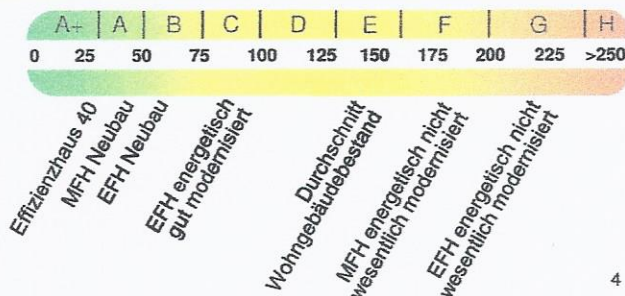 A+ | A | B | C | D | E | F | G | H
0 25 50 75 100 125 150 175 200 225 >250
Effizienzhaus 40
MFH Neubau
EFH Neubau
EFH energetisch
gut modernisiert
Durchschnitt
Wohngebäudebestand
MFH energetisch nicht
wesentlich modernisiert
EFH energetisch nicht
wesentlich modernisiert
4